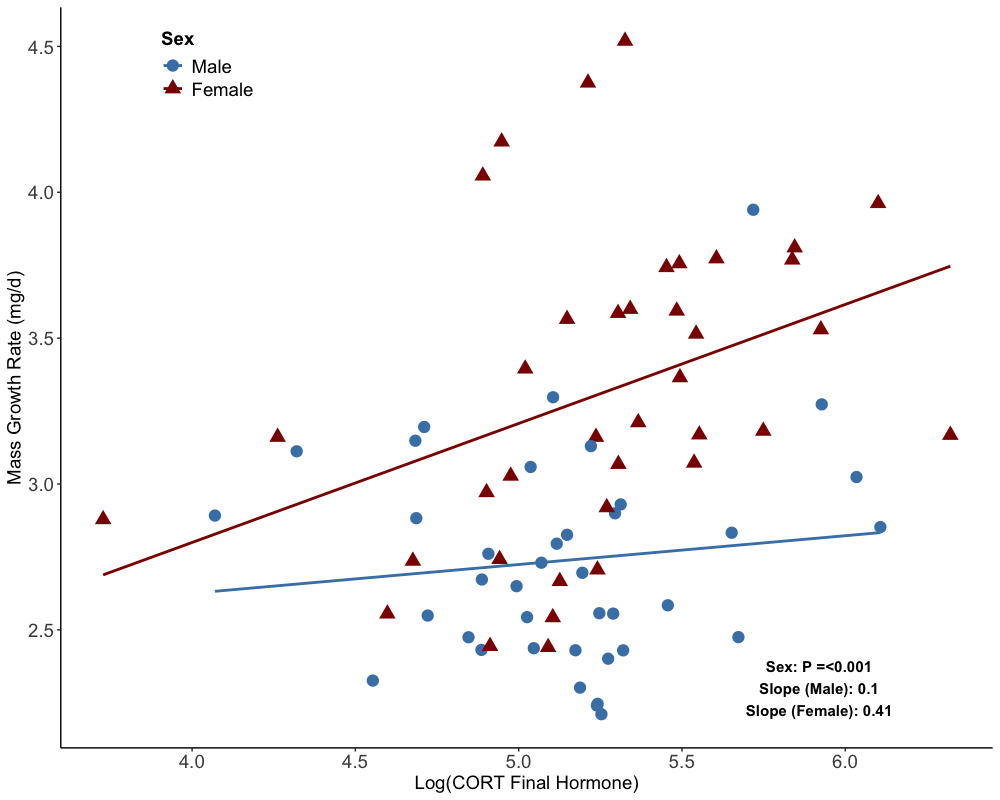 Sex
Male
Female
4.5
4.0
3.5
3.0
2.5
Mass Growth Rate (mg/d)
Sex: P =<0.001
Slope (Male): 0.1
Slope (Female): 0.41
4.0 4.5 5.0 5.5 6.0
Log(CORT Final Hormone)